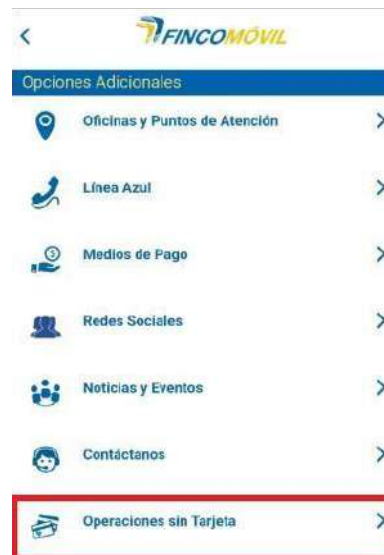 FINCOMÓVIL
Opciones Adicionales
Oficinas y Puntos de Atención
Línea Azul
Medios de Pago
Redes Sociales
Noticias y Eventos
Contáctanos
Operaciones sin Tarjeta